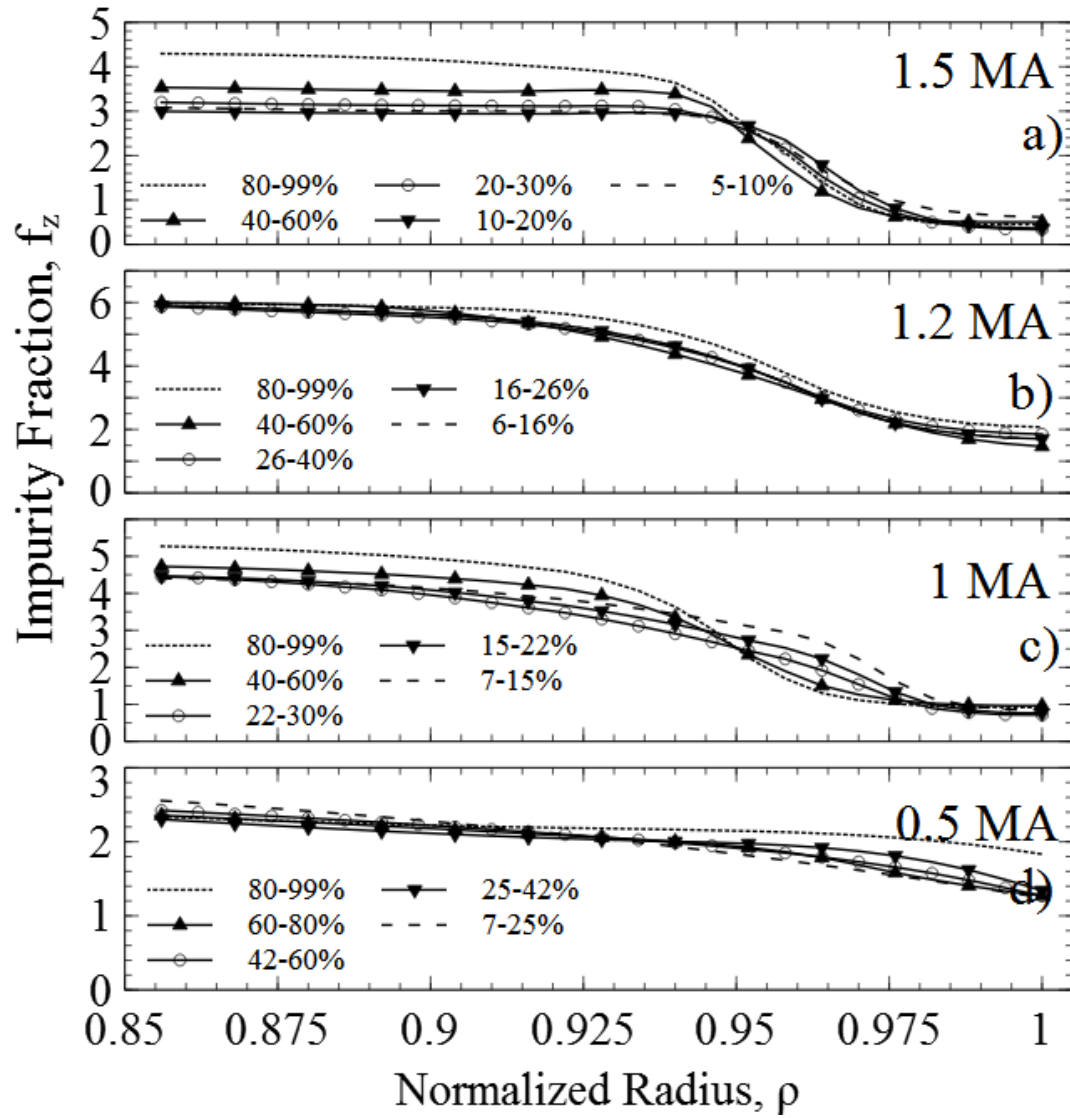 Impurity Fraction, f_z
5
4
3
2
1
0
1.5 MA
a)
80-99% 20-30% 5-10%
40-60% 10-20%
6
5
4
3
2
1
0
1.2 MA
b)
80-99% 16-26%
40-60% 6-16%
26-40%
5
4
3
2
1
0
1 MA
c)
80-99% 15-22%
40-60% 7-15%
22-30%
3
2
1
0
0.5 MA
d)
80-99% 25-42%
60-80% 7-25%
42-60%
0.85 0.875 0.9 0.925 0.95 0.975 1
Normalized Radius, ρ